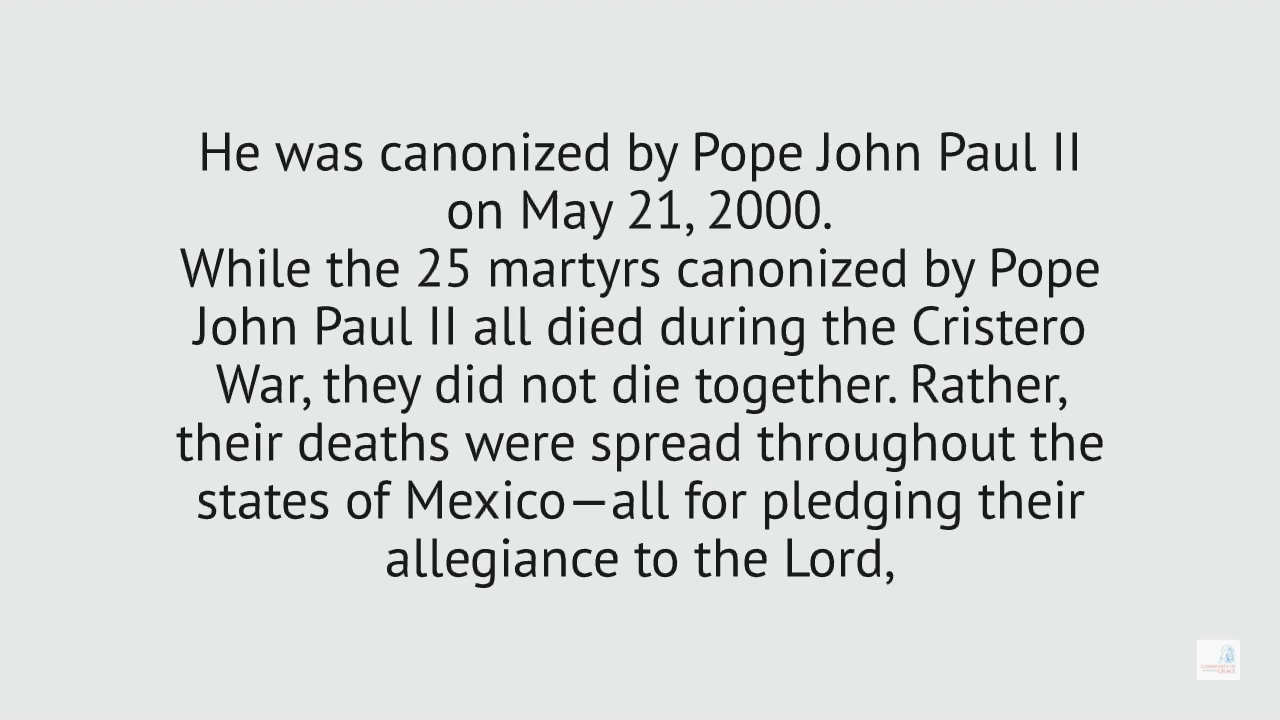 He was canonized by Pope John Paul II
on May 21, 2000.
While the 25 martyrs canonized by Pope
John Paul II all died during the Cristero
War, they did not die together. Rather,
their deaths were spread throughout the
states of Mexico—all for pledging their
allegiance to the Lord,
GRACE